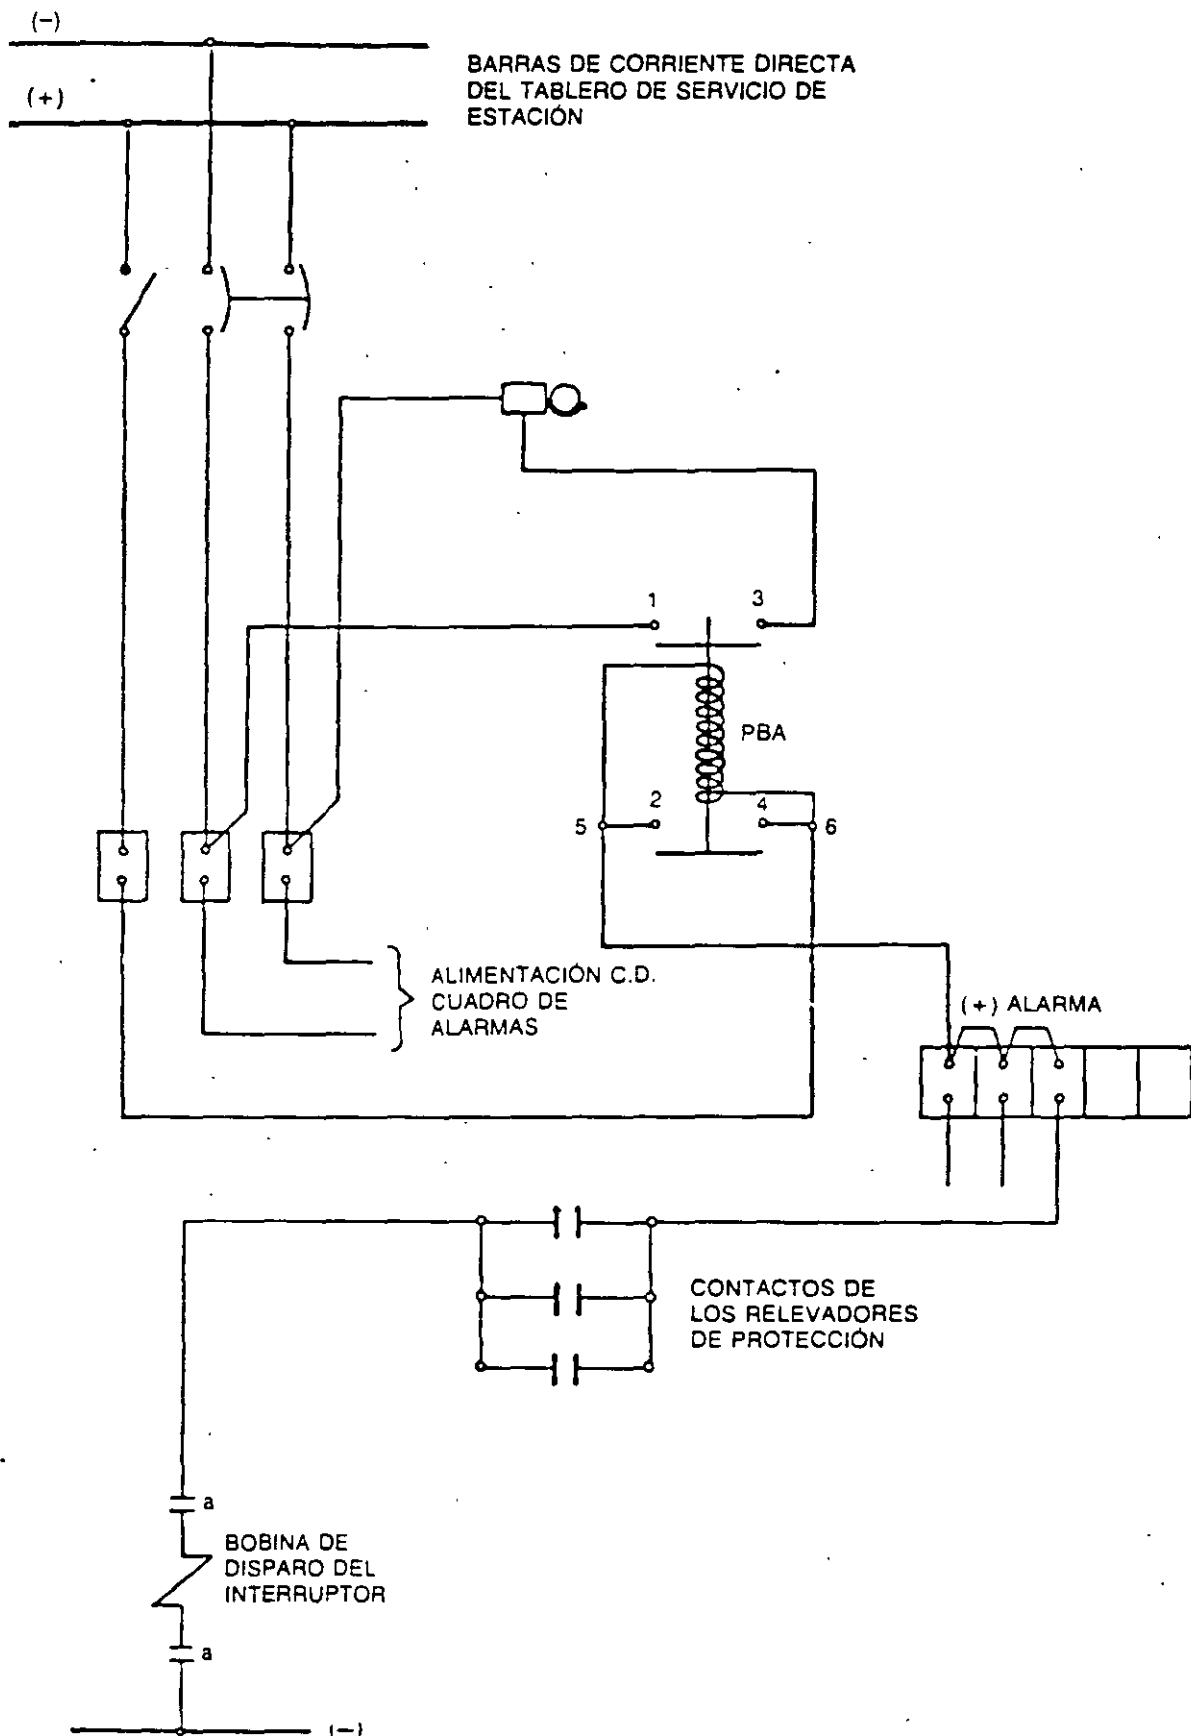 (-)
BARRAS DE CORRIENTE DIRECTA
DEL TABLERO DE SERVICIO DE
ESTACIÓN
(+)
1
3
PBA
2
4
5
6
ALIMENTACIÓN C.D.
CUADRO DE
ALARMAS
(+) ALARMA
CONTACTOS DE
LOS RELEVADORES
DE PROTECCIÓN
a
BOBINA DE
DISPARO DEL
INTERRUPTOR
a
(-)